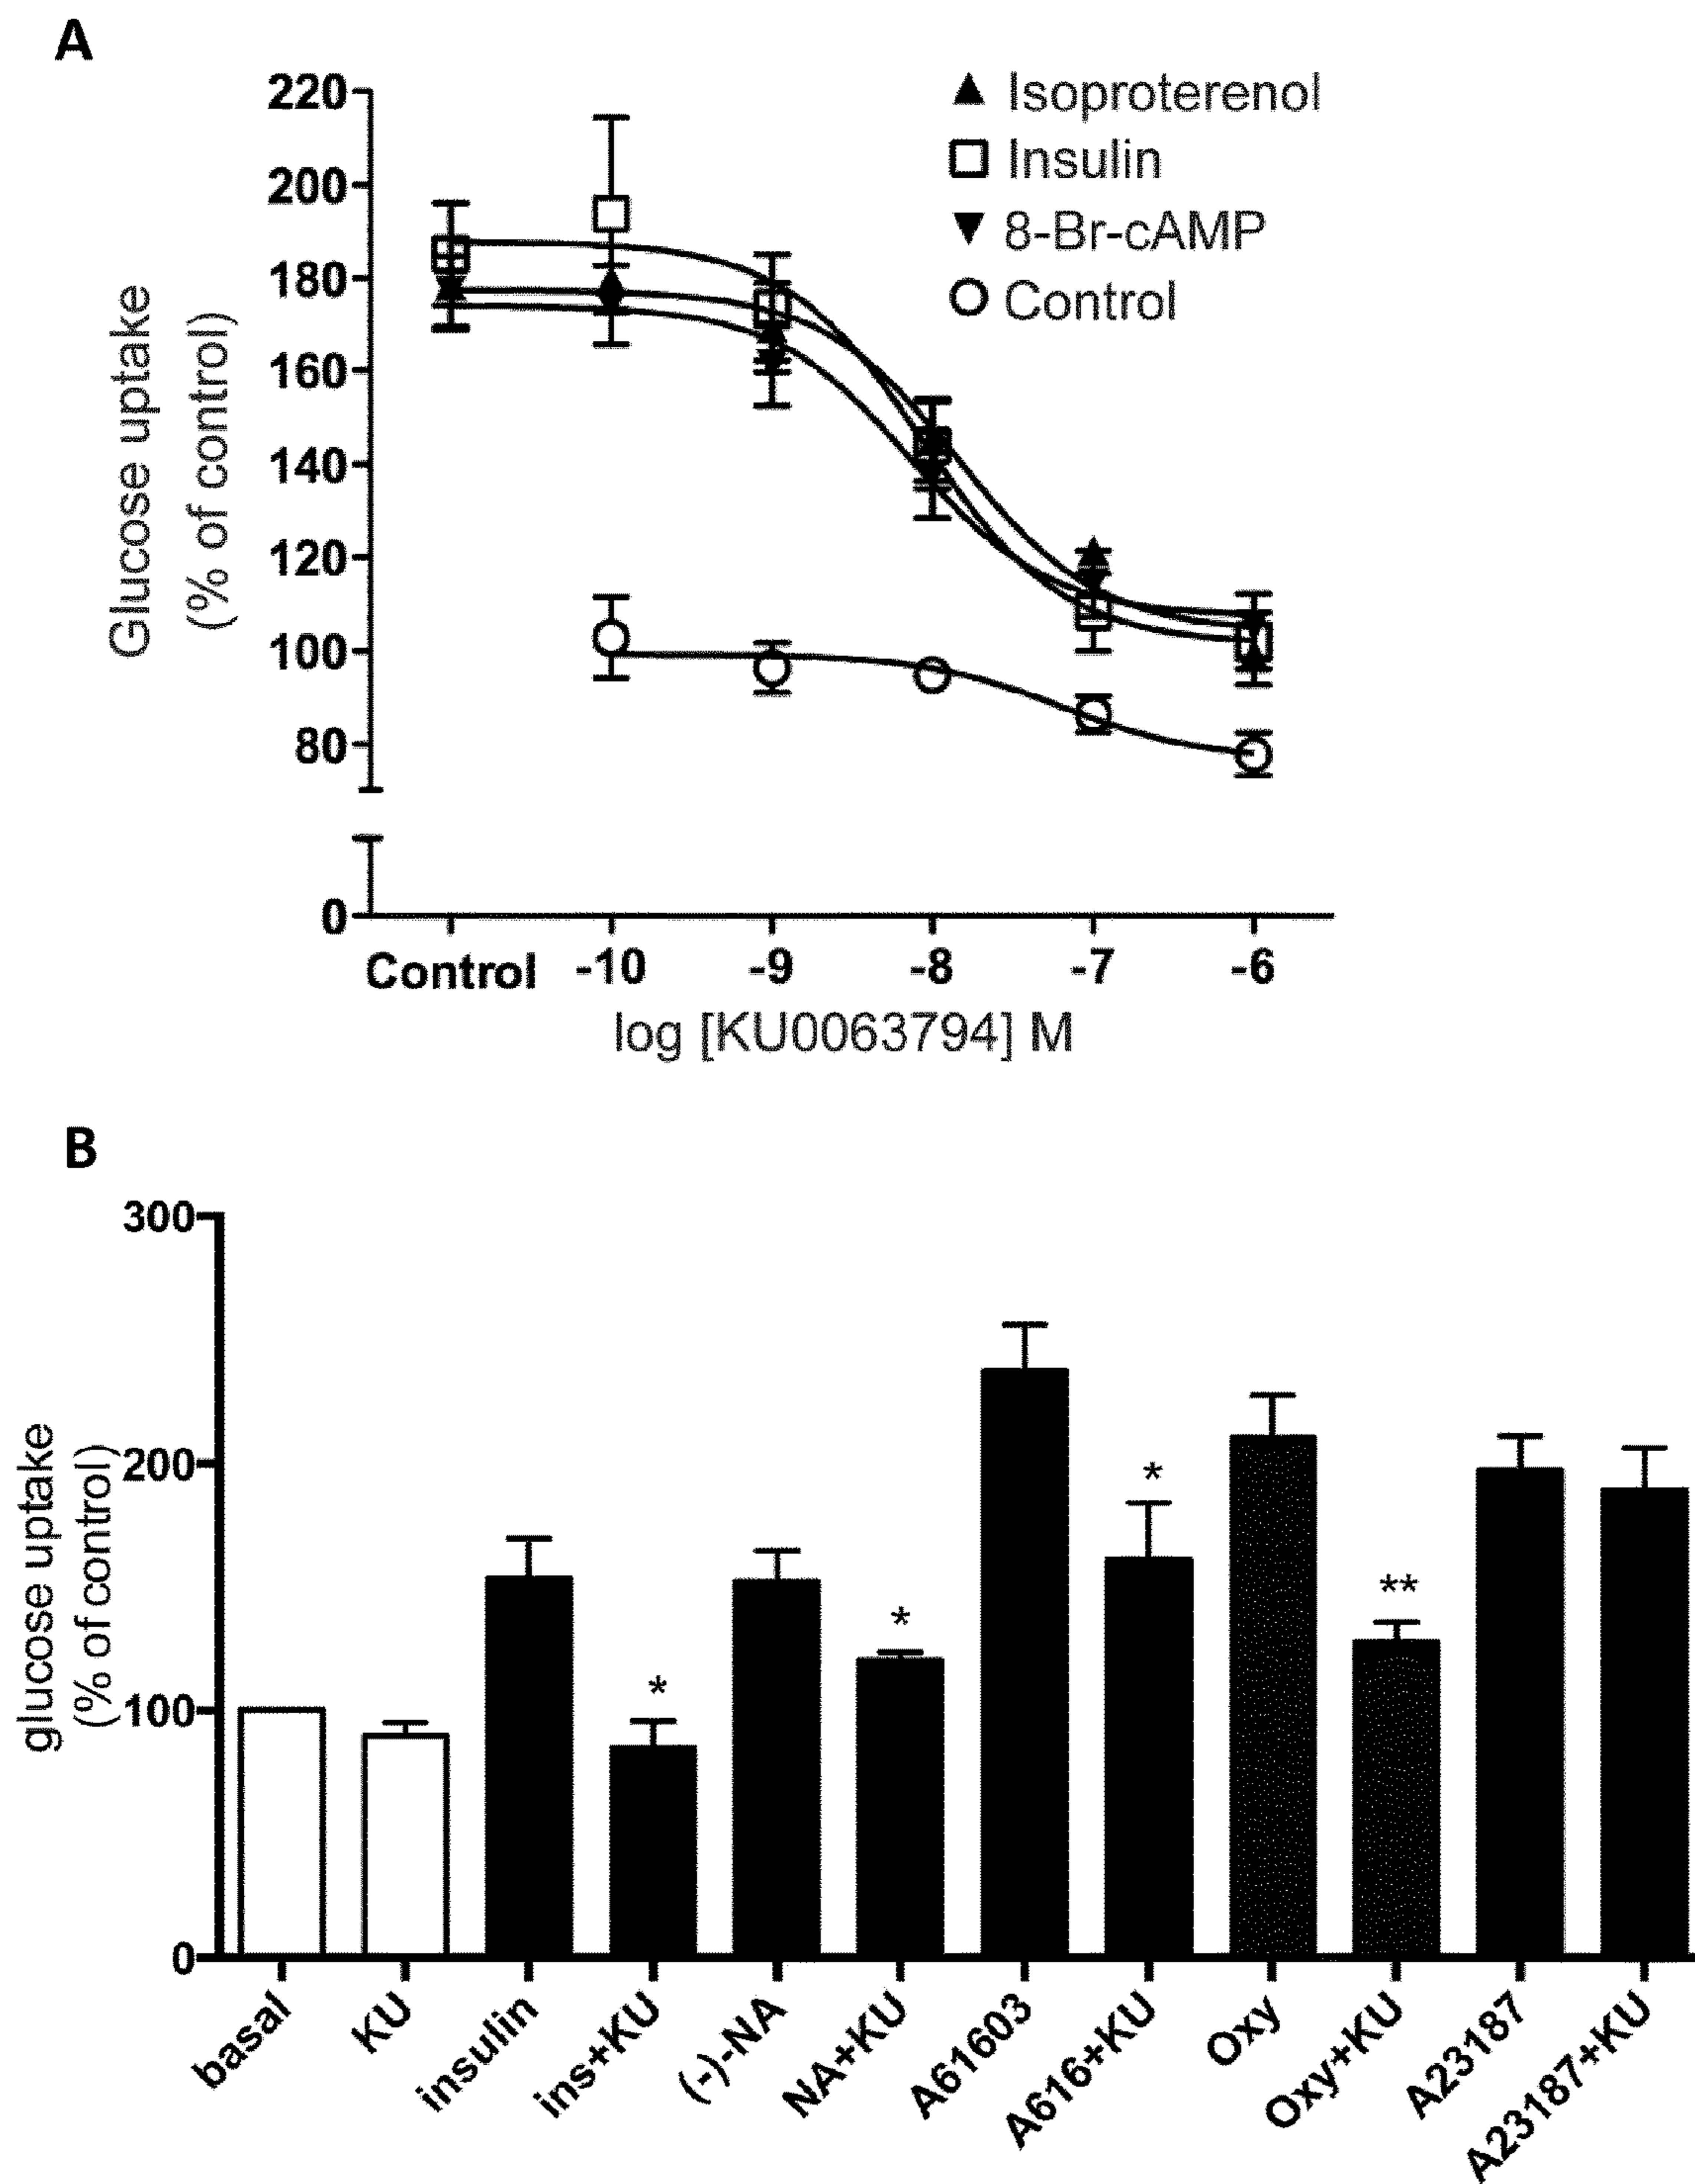 A
220
200
180
160
140
120
100
80
0
Glucose uptake
(% of control)
Isoproterenol
Insulin
8-Br-cAMP
Control
Control -10 -9 -8 -7 -6
log [KU0063794] M
B
300
200
100
0
glucose uptake
(% of control)
*
*
*
**
basal
KU
insulin
ins+KU
(-)-NA
NA+KU
A61603
A616+KU
Oxy
Oxy+KU
A23187
A23187+KU